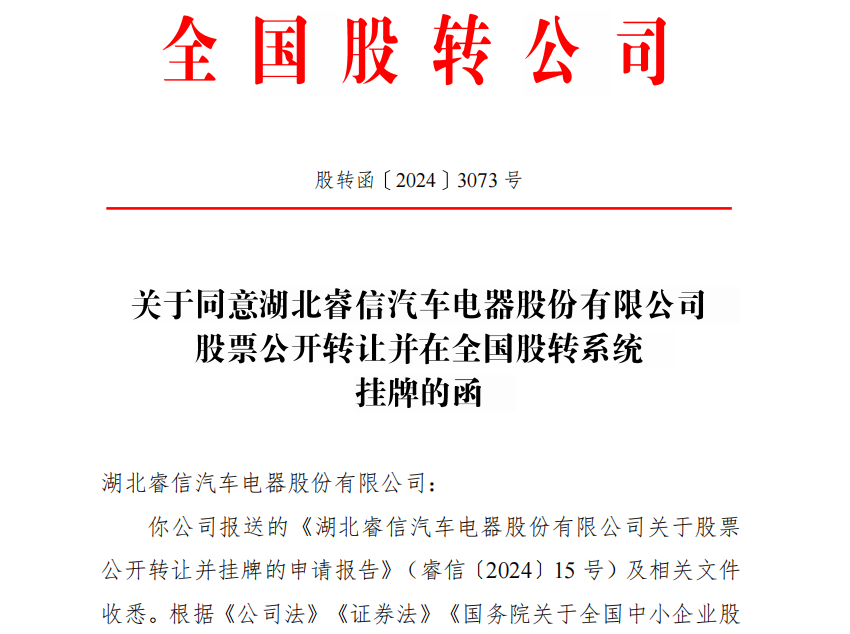 全国股转公司
股转函〔2024〕3073 号
关于同意湖北睿信汽车电器股份有限公司
股票公开转让并在全国股转系统
挂牌的函
湖北睿信汽车电器股份有限公司：
你公司报送的《湖北睿信汽车电器股份有限公司关于股票
公开转让并挂牌的申请报告》（睿信〔2024〕15 号）及相关文件
收悉。根据《公司法》《证券法》《国务院关于全国中小企业股